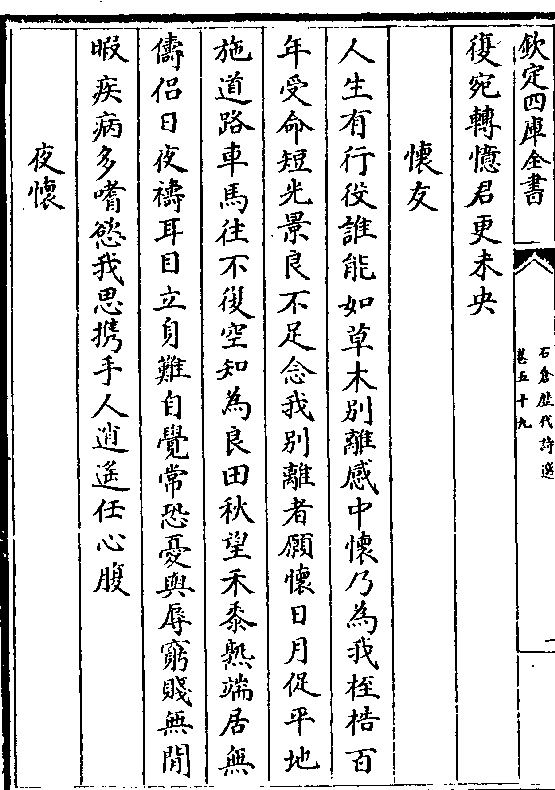 欽定四庫全書
石倉歷代詩選
卷五十九
復宛轉憶君更未央
懷友
人生有行役誰能如草木別離感中懷乃為我桎梏百
年受命短光景良不足念我別離者願懷日月促平地
施道路車馬往不復空知為良田秋望禾黍熟端居無
儔侶日夜禱耳目立身難自覺常恐憂與辱窮賤無閒
暇疾病多嗜慾我思携手人逍遙任心腹
夜懷